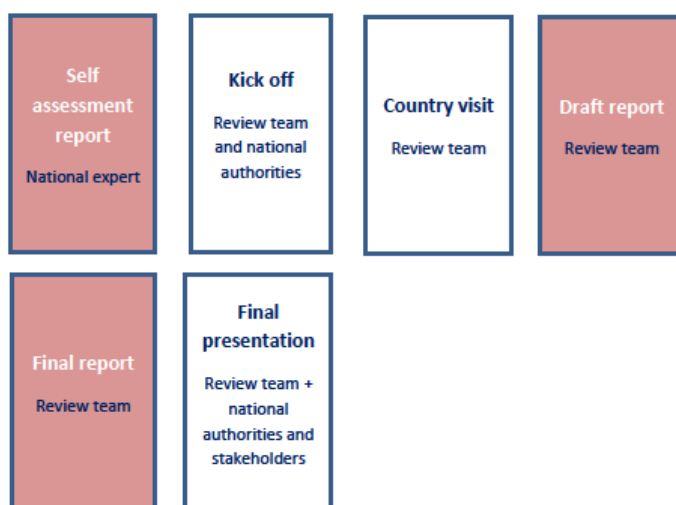 Self
assessment
report
National expert
Kick off
Review team
and national
authorities
Country visit
Review team
Draft report
Review team
Final report
Review team
Final
presentation
Review team +
national
authorities and
stakeholders